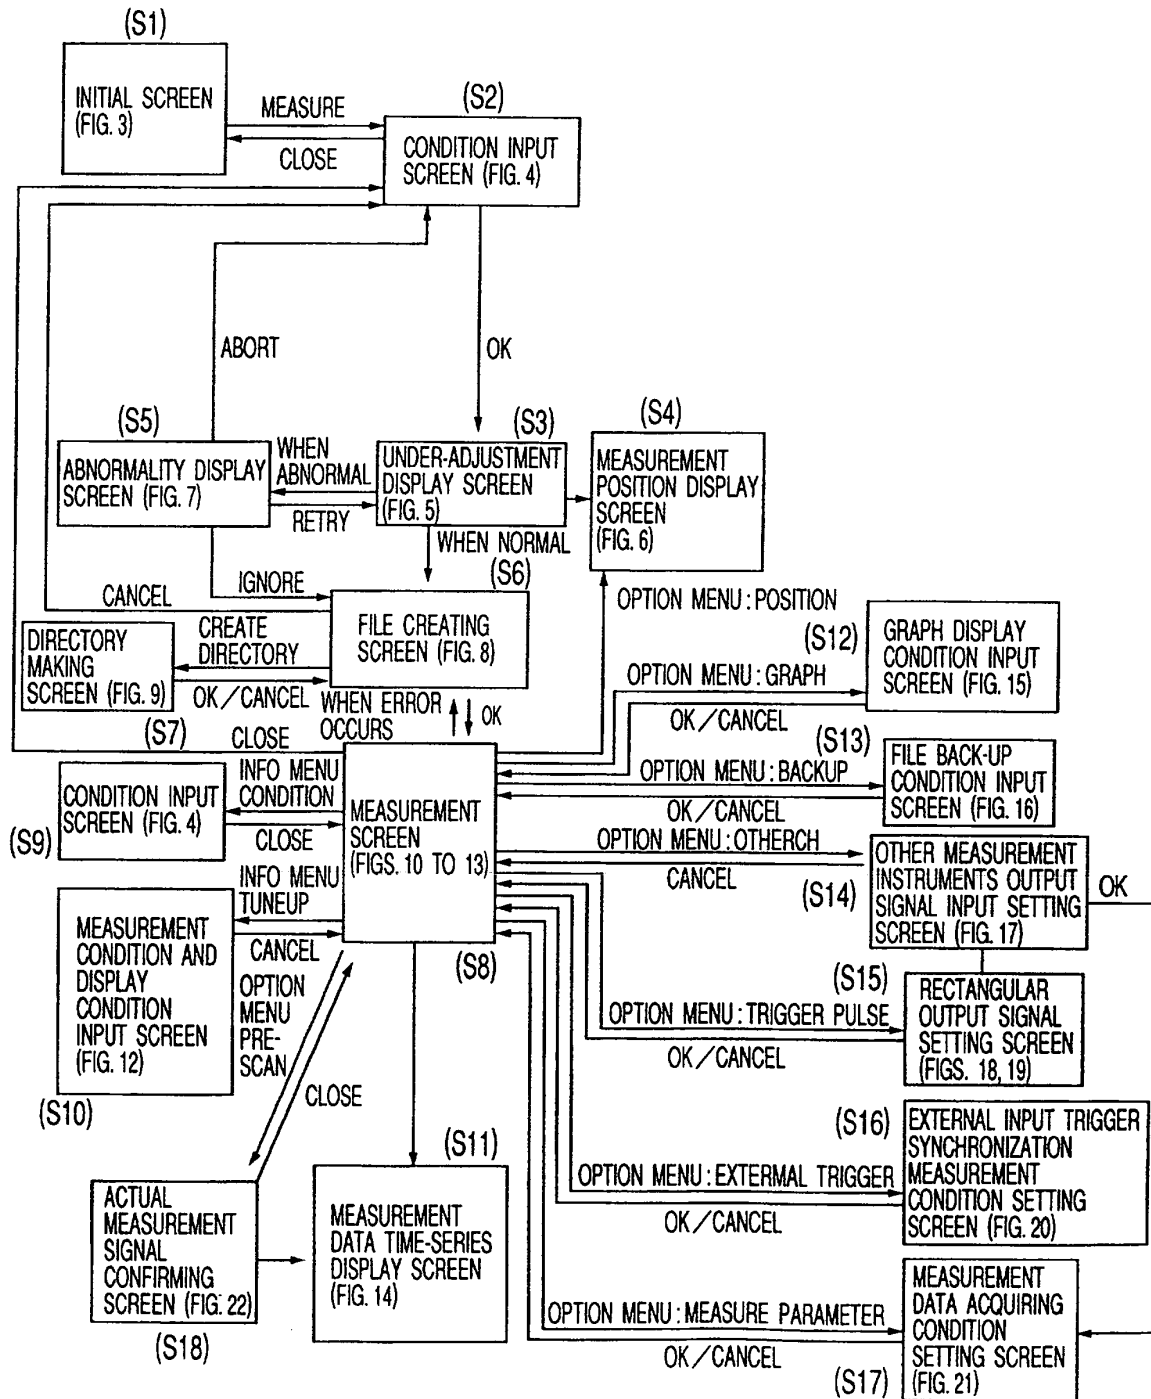 (S1)
INITIAL SCREEN
(FIG. 3)
MEASURE
CLOSE
(S2)
CONDITION INPUT
SCREEN (FIG. 4)
ABORT
OK
(S5)
ABNORMALITY DISPLAY
SCREEN (FIG. 7)
WHEN
ABNORMAL
RETRY
(S3)
UNDER-ADJUSTMENT
DISPLAY SCREEN
(FIG. 5)
(S4)
MEASUREMENT
POSITION DISPLAY
SCREEN
(FIG. 6)
WHEN NORMAL
(S6)
IGNORE
CANCEL
FILE CREATING
SCREEN (FIG. 8)
DIRECTORY
MAKING
SCREEN (FIG. 9)
CREATE
DIRECTORY
OK/CANCEL
(S7)
WHEN ERROR
OCCURS
OK
CLOSE
OPTION MENU:POSITION
(S12)
GRAPH DISPLAY
CONDITION INPUT
SCREEN (FIG. 15)
OPTION MENU:GRAPH
OK/CANCEL
(S13)
FILE BACK-UP
CONDITION INPUT
SCREEN (FIG. 16)
OPTION MENU:BACKUP
OK/CANCEL
CONDITION INPUT
SCREEN (FIG. 4)
(S9)
INFO MENU
CONDITION
CLOSE
MEASUREMENT
SCREEN
(FIGS. 10 TO 13)
(S8)
OPTION MENU:OTHERCH
CANCEL
(S14)
OTHER MEASUREMENT
INSTRUMENTS OUTPUT
SIGNAL INPUT SETTING
SCREEN (FIG. 17)
OK
INFO MENU
TUNEUP
CANCEL
MEASUREMENT
CONDITION AND
DISPLAY
CONDITION
INPUT SCREEN
(FIG. 12)
(S10)
OPTION
MENU
PRE-
SCAN
CLOSE
(S15)
RECTANGULAR
OUTPUT SIGNAL
SETTING SCREEN
(FIGS. 18, 19)
OPTION MENU:TRIGGER PULSE
OK/CANCEL
(S16)
EXTERNAL INPUT TRIGGER
SYNCHRONIZATION
MEASUREMENT
CONDITION SETTING
SCREEN (FIG. 20)
OPTION MENU:EXTERMAL TRIGGER
OK/CANCEL
(S11)
MEASUREMENT
DATA TIME-SERIES
DISPLAY SCREEN
(FIG. 14)
ACTUAL
MEASUREMENT
SIGNAL
CONFIRMING
SCREEN (FIG. 22)
(S18)
OPTION MENU:MEASURE PARAMETER
OK/CANCEL
(S17)
MEASUREMENT
DATA ACQUIRING
CONDITION
SETTING SCREEN
(FIG. 21)